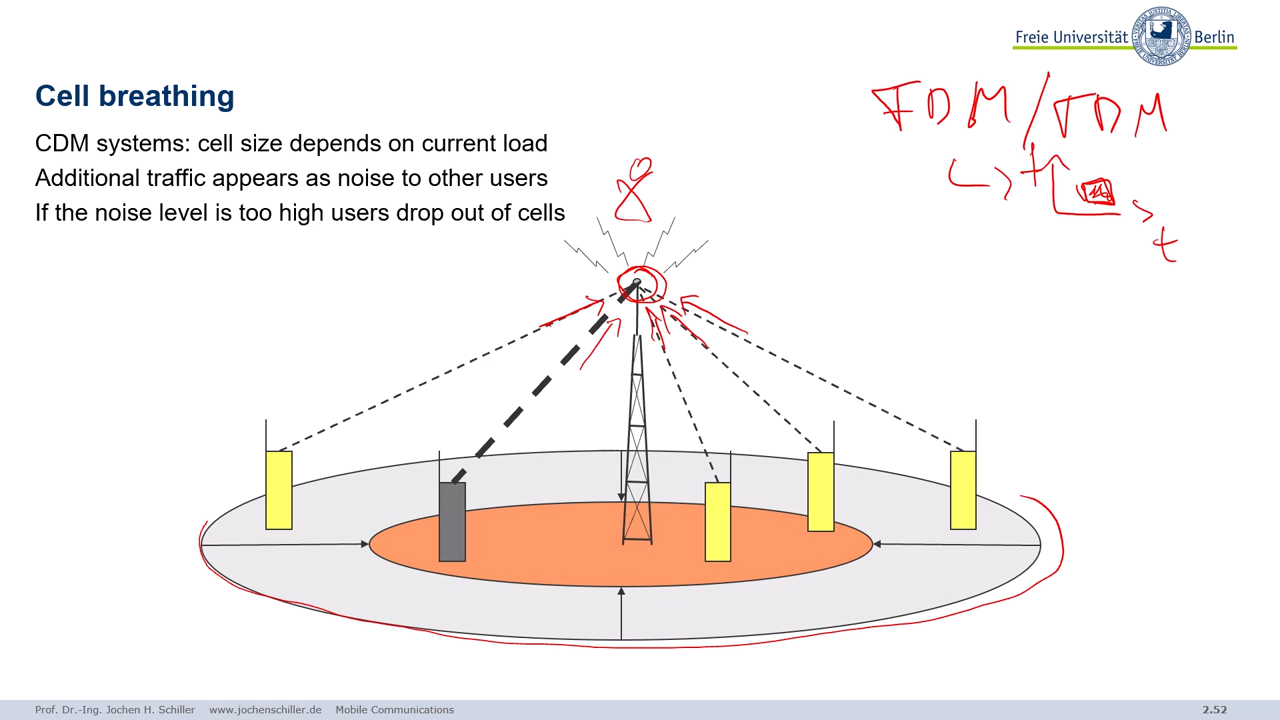 Freie Universität Berlin
Cell breathing
FDM/TDM
CDM systems: cell size depends on current load
Additional traffic appears as noise to other users
If the noise level is too high users drop out of cells
t
Prof. Dr.-Ing. Jochen H. Schiller www.jochenschiller.de Mobile Communications 2.52